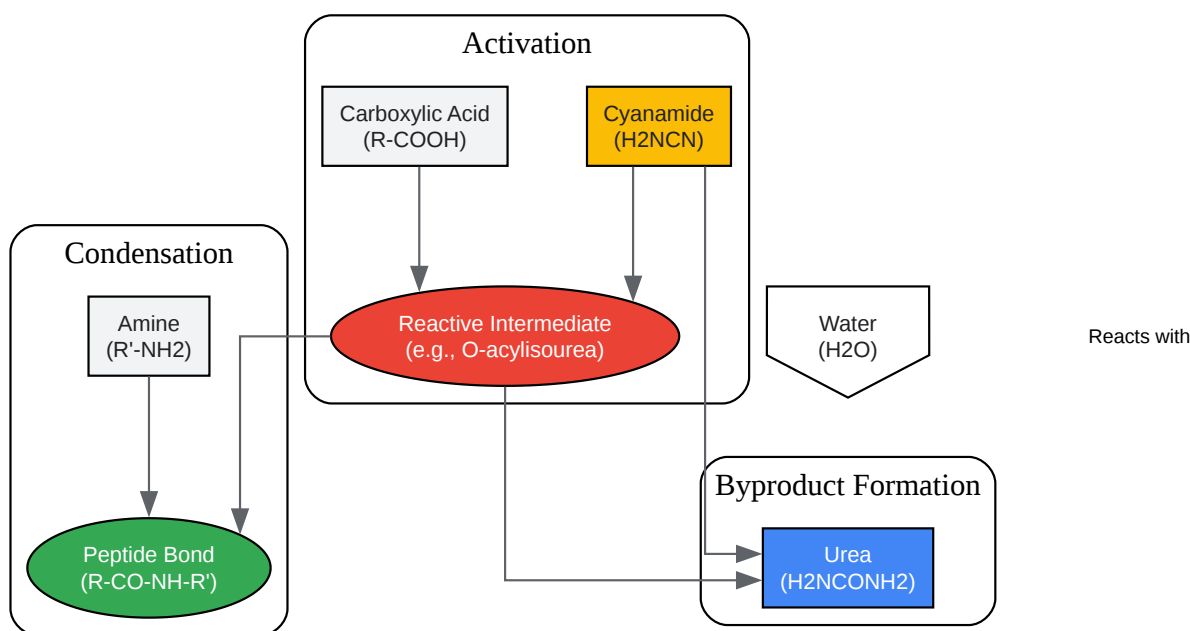 Activation
Carboxylic Acid
(R-COOH)
Cyanamide
(H2NCN)
Condensation
Amine
(R'-NH2)
Reactive Intermediate
(e.g., O-acylisourea)
Water
(H2O)
Reacts with
Byproduct Formation
Peptide Bond
(R-CO-NH-R')
Urea
(H2NCONH2)